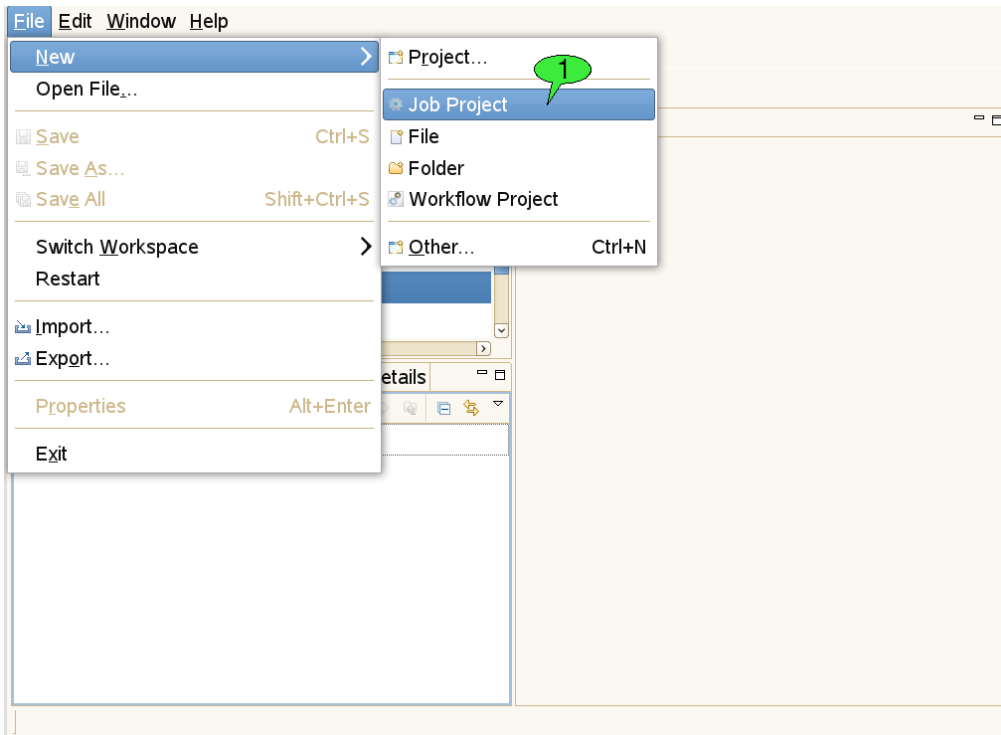 File Edit Window Help
New
Open File...
Save Ctrl+S
Save As...
Save All Shift+Ctrl+S
Switch Workspace
Restart
Import...
Export...
Properties Alt+Enter
Exit
Project...
1
Job Project
File
Folder
Workflow Project
Other... Ctrl+N
etails